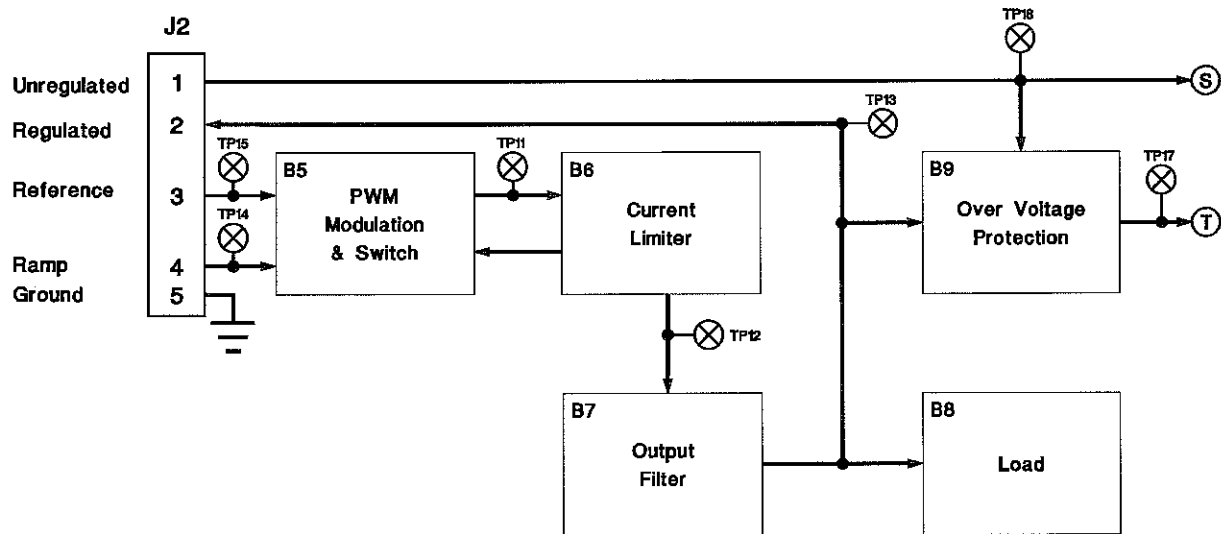 J2
TP18
Unregulated 1
S
Regulated 2
TP13
TP15
TP11
TP17
Reference 3
B5
PWM
Modulation
& Switch
B6
Current
Limiter
B9
Over Voltage
Protection
T
TP14
Ramp 4
Ground 5
TP12
B7
Output
Filter
B8
Load